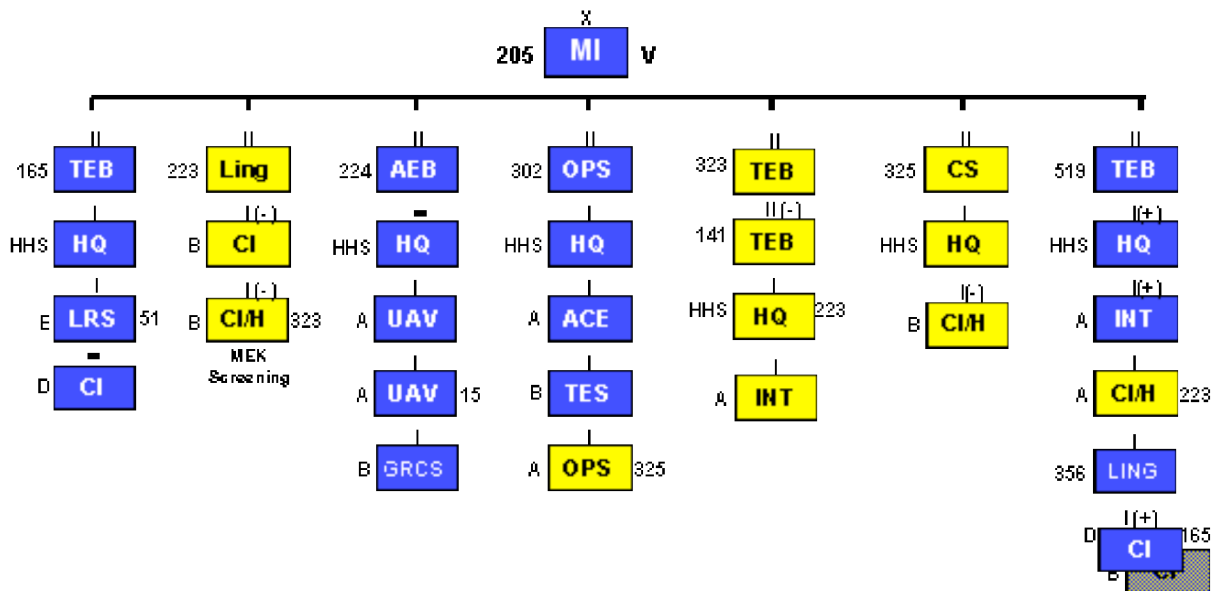 X
205 MI V
II II II II II II II
165 TEB 223 Ling 224 AEB 302 OPS 323 TEB 325 CS 519 TEB
I I(-) I II(-) I I(+)
HHS HQ B CI HHS HQ HHS HQ 141 TEB HHS HQ HHS HQ
I I(-) I I I I(-) I(+)
E LRS 51 B CI/H 323 A UAV A ACE HHS HQ 223 B CI/H A INT
MEK
Screening
I I I I
D CI A UAV 15 B TES A INT A CI/H 223
I I I
B GRCS A OPS 325 356 LING
I(+)
D CI 165
B